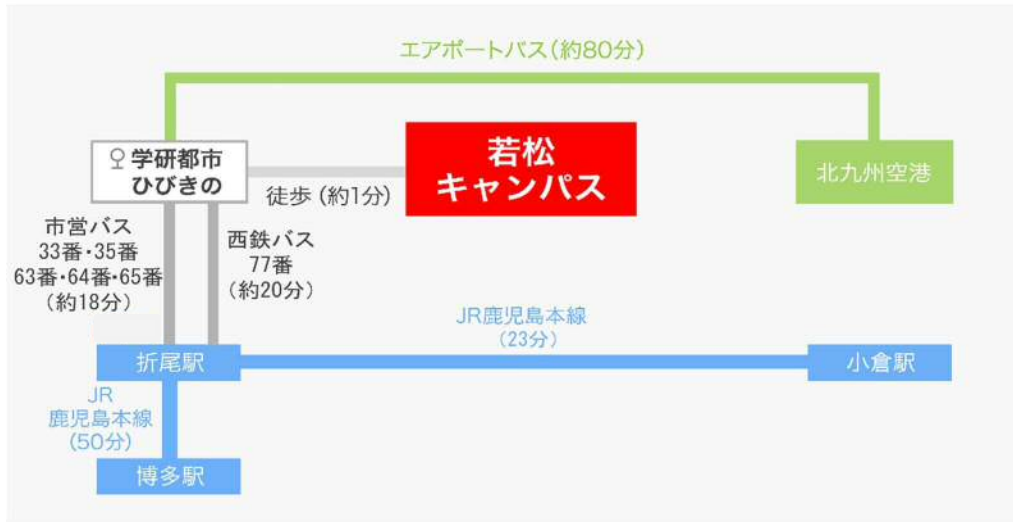 エアポートバス(約80分)
学研都市
ひびきの
徒歩 (約1分)
若松
キャンパス
北九州空港
市営バス
33番・35番
63番・64番・65番
(約18分)
西鉄バス
77番
(約20分)
JR鹿児島本線
(23分)
折尾駅
小倉駅
JR
鹿児島本線
(50分)
博多駅